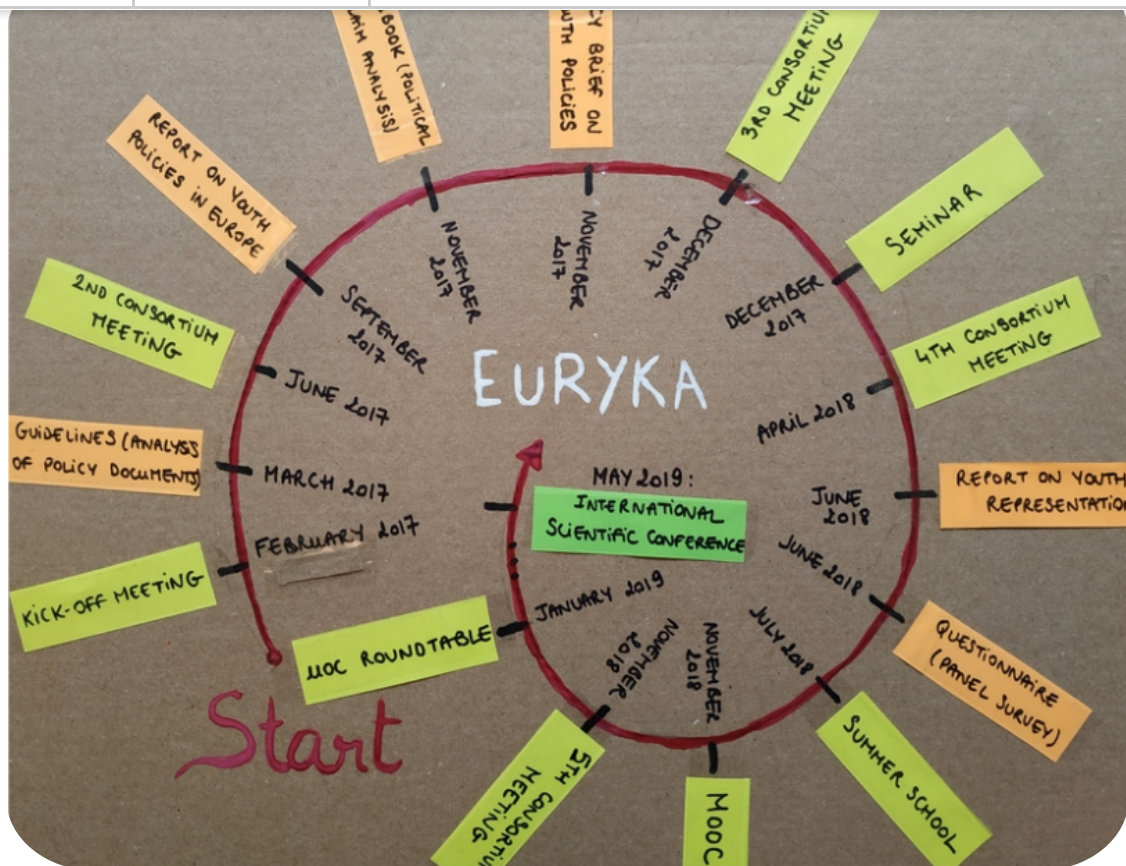 Start
KICK-OFF MEETING
FEBRUARY 2017
GUIDELINES (ANALYSIS
OF POLICY DOCUMENTS)
MARCH 2017
2ND CONSORTIUM
MEETING
JUNE 2017
REPORT ON YOUTH
POLICIES IN EUROPE
SEPTEMBER
2017
BOOK (POLITICAL
ANALYSIS)
NOVEMBER
2017
BRIEF ON
POLICIES
NOVEMBER
2017
3RD CONSORTIUM
MEETING
DECEMBER
2017
SEMINAR
DECEMBER
2017
4TH CONSORTIUM
MEETING
APRIL 2018
REPORT ON YOUTH
REPRESENTATIO
JUNE
2018
QUESTIONNAIRE
(PANEL SURVEY)
JUNE 2018
SUMMER SCHOOL
JULY 2018
MOOC
NOVEMBER
2018
5TH CONSORTIU
MEETING
NOVEMBER
2018
UOC ROUNDTABLE
JANUARY 2019
MAY 2019:
INTERNATIONAL
SCIENTIFIC CONFERENCE
EURYKA